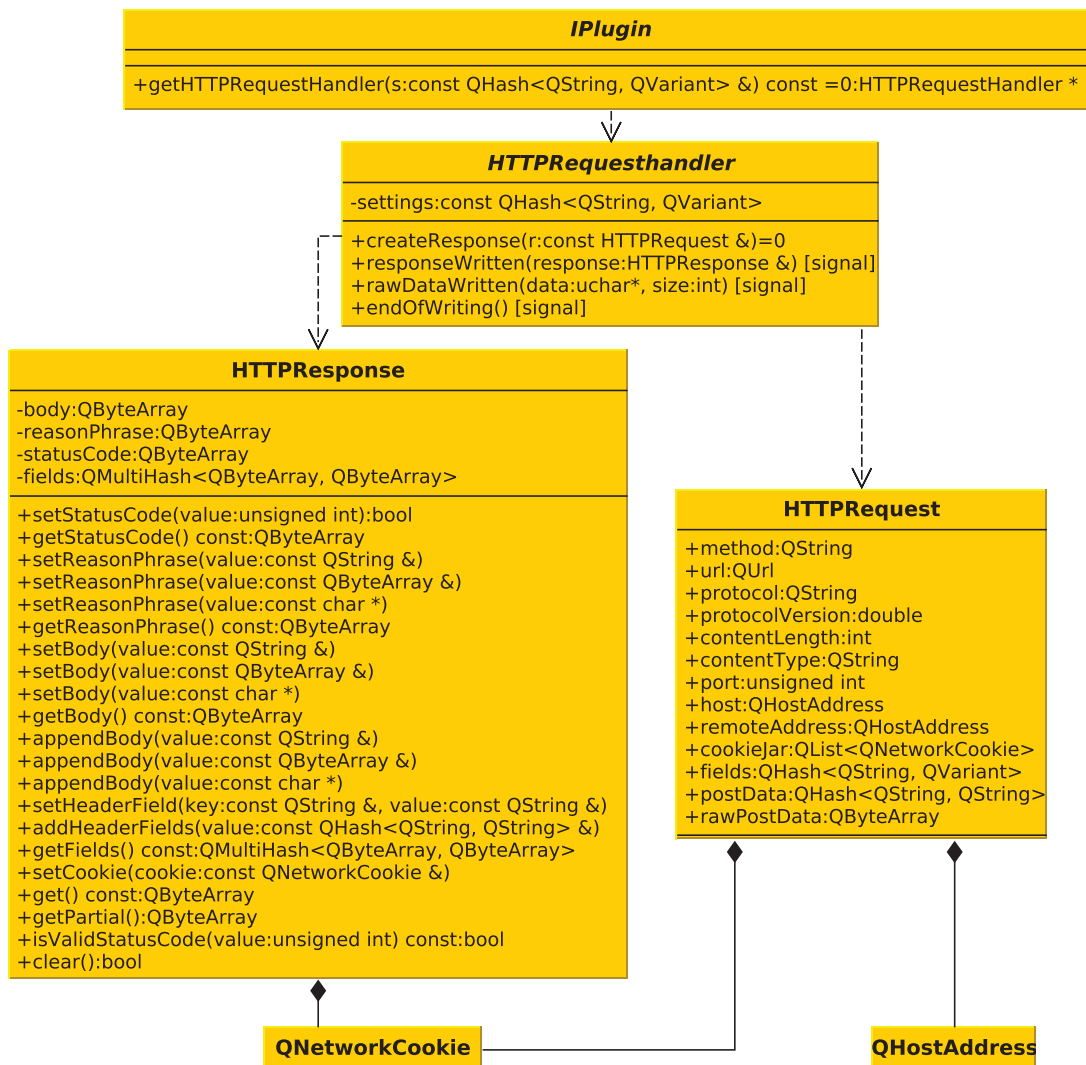 IPlugin
+getHTTPRequestHandler(s:const QHash<QString, QVariant> &) const =0:HTTPRequestHandler *
HTTPRequesthandler
-settings:const QHash<QString, QVariant>
+createResponse(r:const HTTPRequest &)=0
+responseWritten(response:HTTPResponse &) [signal]
+rawDataWritten(data:uchar*, size:int) [signal]
+endOfWriting() [signal]
HTTPResponse
-body:QByteArray
-reasonPhrase:QByteArray
-statusCode:QByteArray
-fields:QMultiHash<QByteArray, QByteArray>
+setStatusCode(value:unsigned int):bool
+getStatusCode() const:QByteArray
+setReasonPhrase(value:const QString &)
+setReasonPhrase(value:const QByteArray &)
+setReasonPhrase(value:const char *)
+getReasonPhrase() const:QByteArray
+setBody(value:const QString &)
+setBody(value:const QByteArray &)
+setBody(value:const char *)
+getBody() const:QByteArray
+appendBody(value:const QString &)
+appendBody(value:const QByteArray &)
+appendBody(value:const char *)
+setHeaderField(key:const QString &, value:const QString &)
+addHeaderFields(value:const QHash<QString, QString> &)
+getFields() const:QMultiHash<QByteArray, QByteArray>
+setCookie(cookie:const QNetworkCookie &)
+get() const:QByteArray
+getPartial():QByteArray
+isValidStatusCode(value:unsigned int) const:bool
+clear():bool
HTTPRequest
+method:QString
+url:QUrl
+protocol:QString
+protocolVersion:double
+contentLength:int
+contentType:QString
+port:unsigned int
+host:QHostAddress
+remoteAddress:QHostAddress
+cookieJar:QList<QNetworkCookie>
+fields:QHash<QString, QVariant>
+postData:QHash<QString, QString>
+rawPostData:QByteArray
QNetworkCookie
QHostAddress